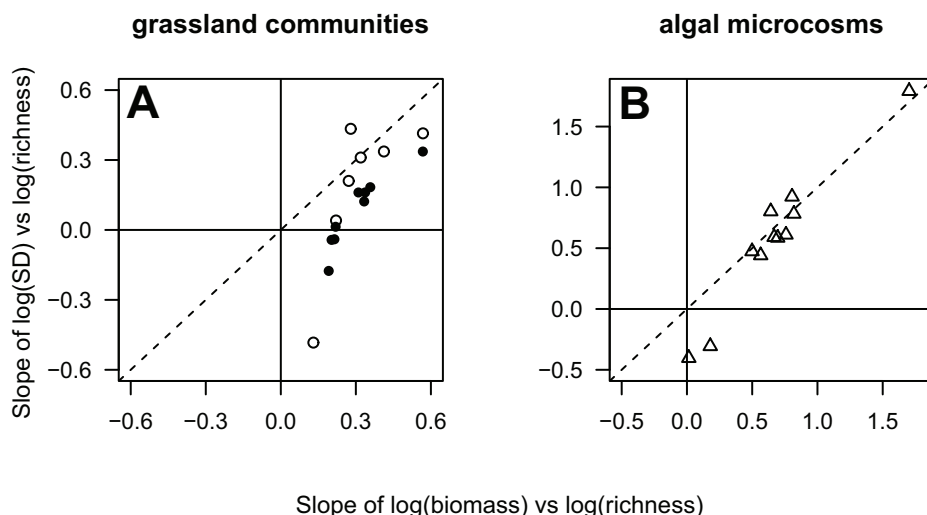 grassland communities
algal microcosms
A
B
Slope of log(SD) vs log(richness)
0.6
0.3
0.0
−0.3
−0.6
−0.6 −0.3 0.0 0.3 0.6
1.5
1.0
0.5
0.0
−0.5
−0.5 0.0 0.5 1.0 1.5
Slope of log(biomass) vs log(richness)